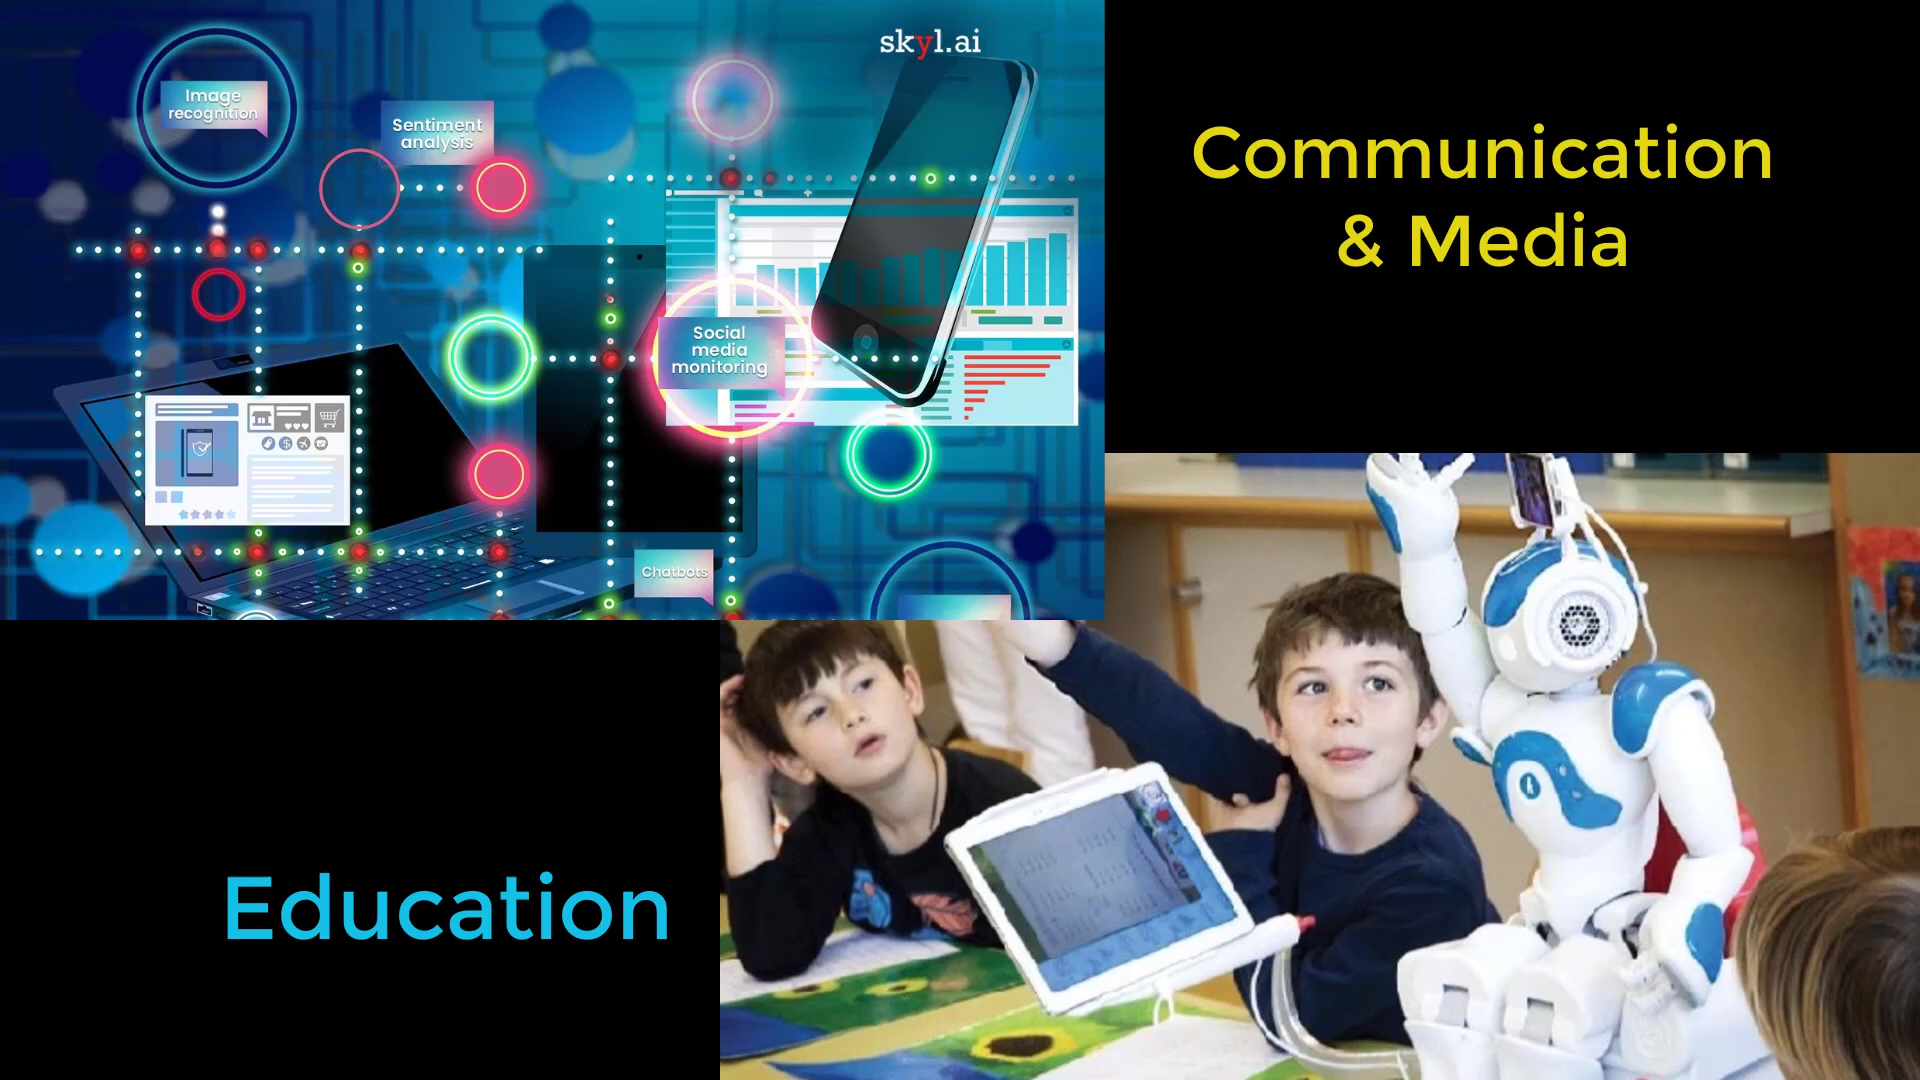 skyl.ai
Image
recognition
Sentiment
analysis
Communication
& Media
Social
media
monitoring
Chatbots
Education